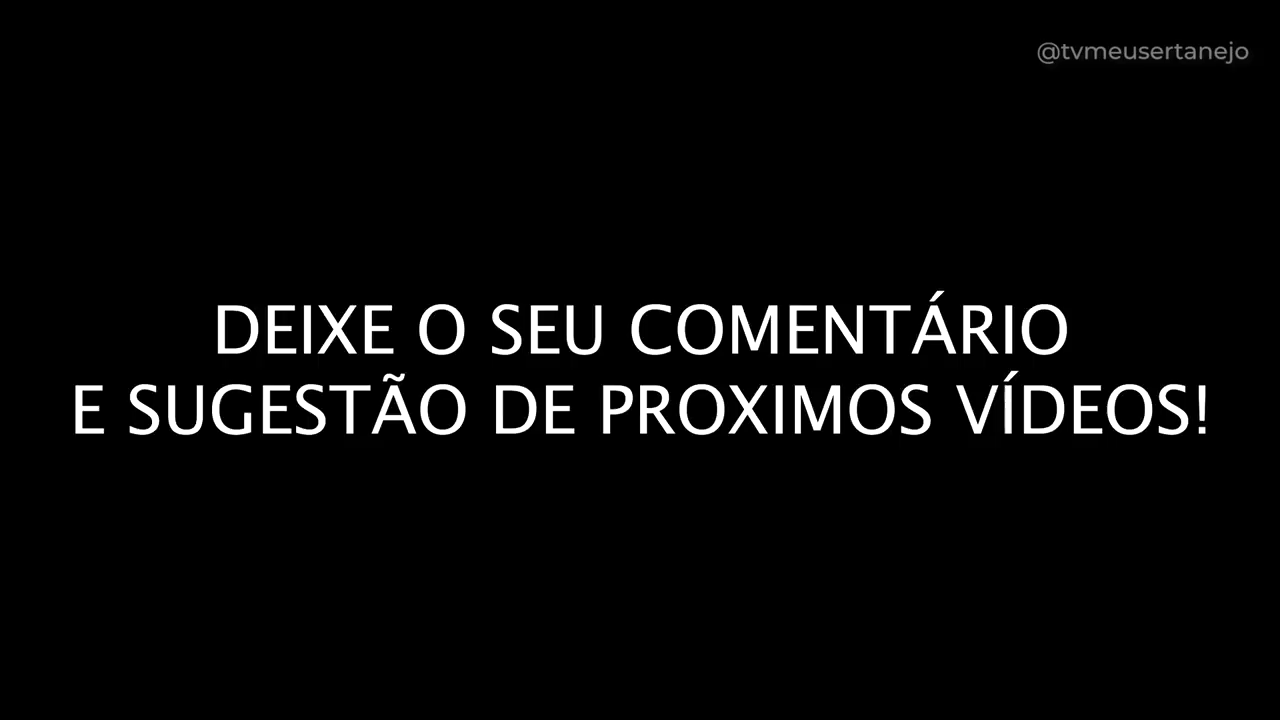 @tvmeusertanejo
DEIXE O SEU COMENTÁRIO
E SUGESTÃO DE PROXIMOS VÍDEOS!